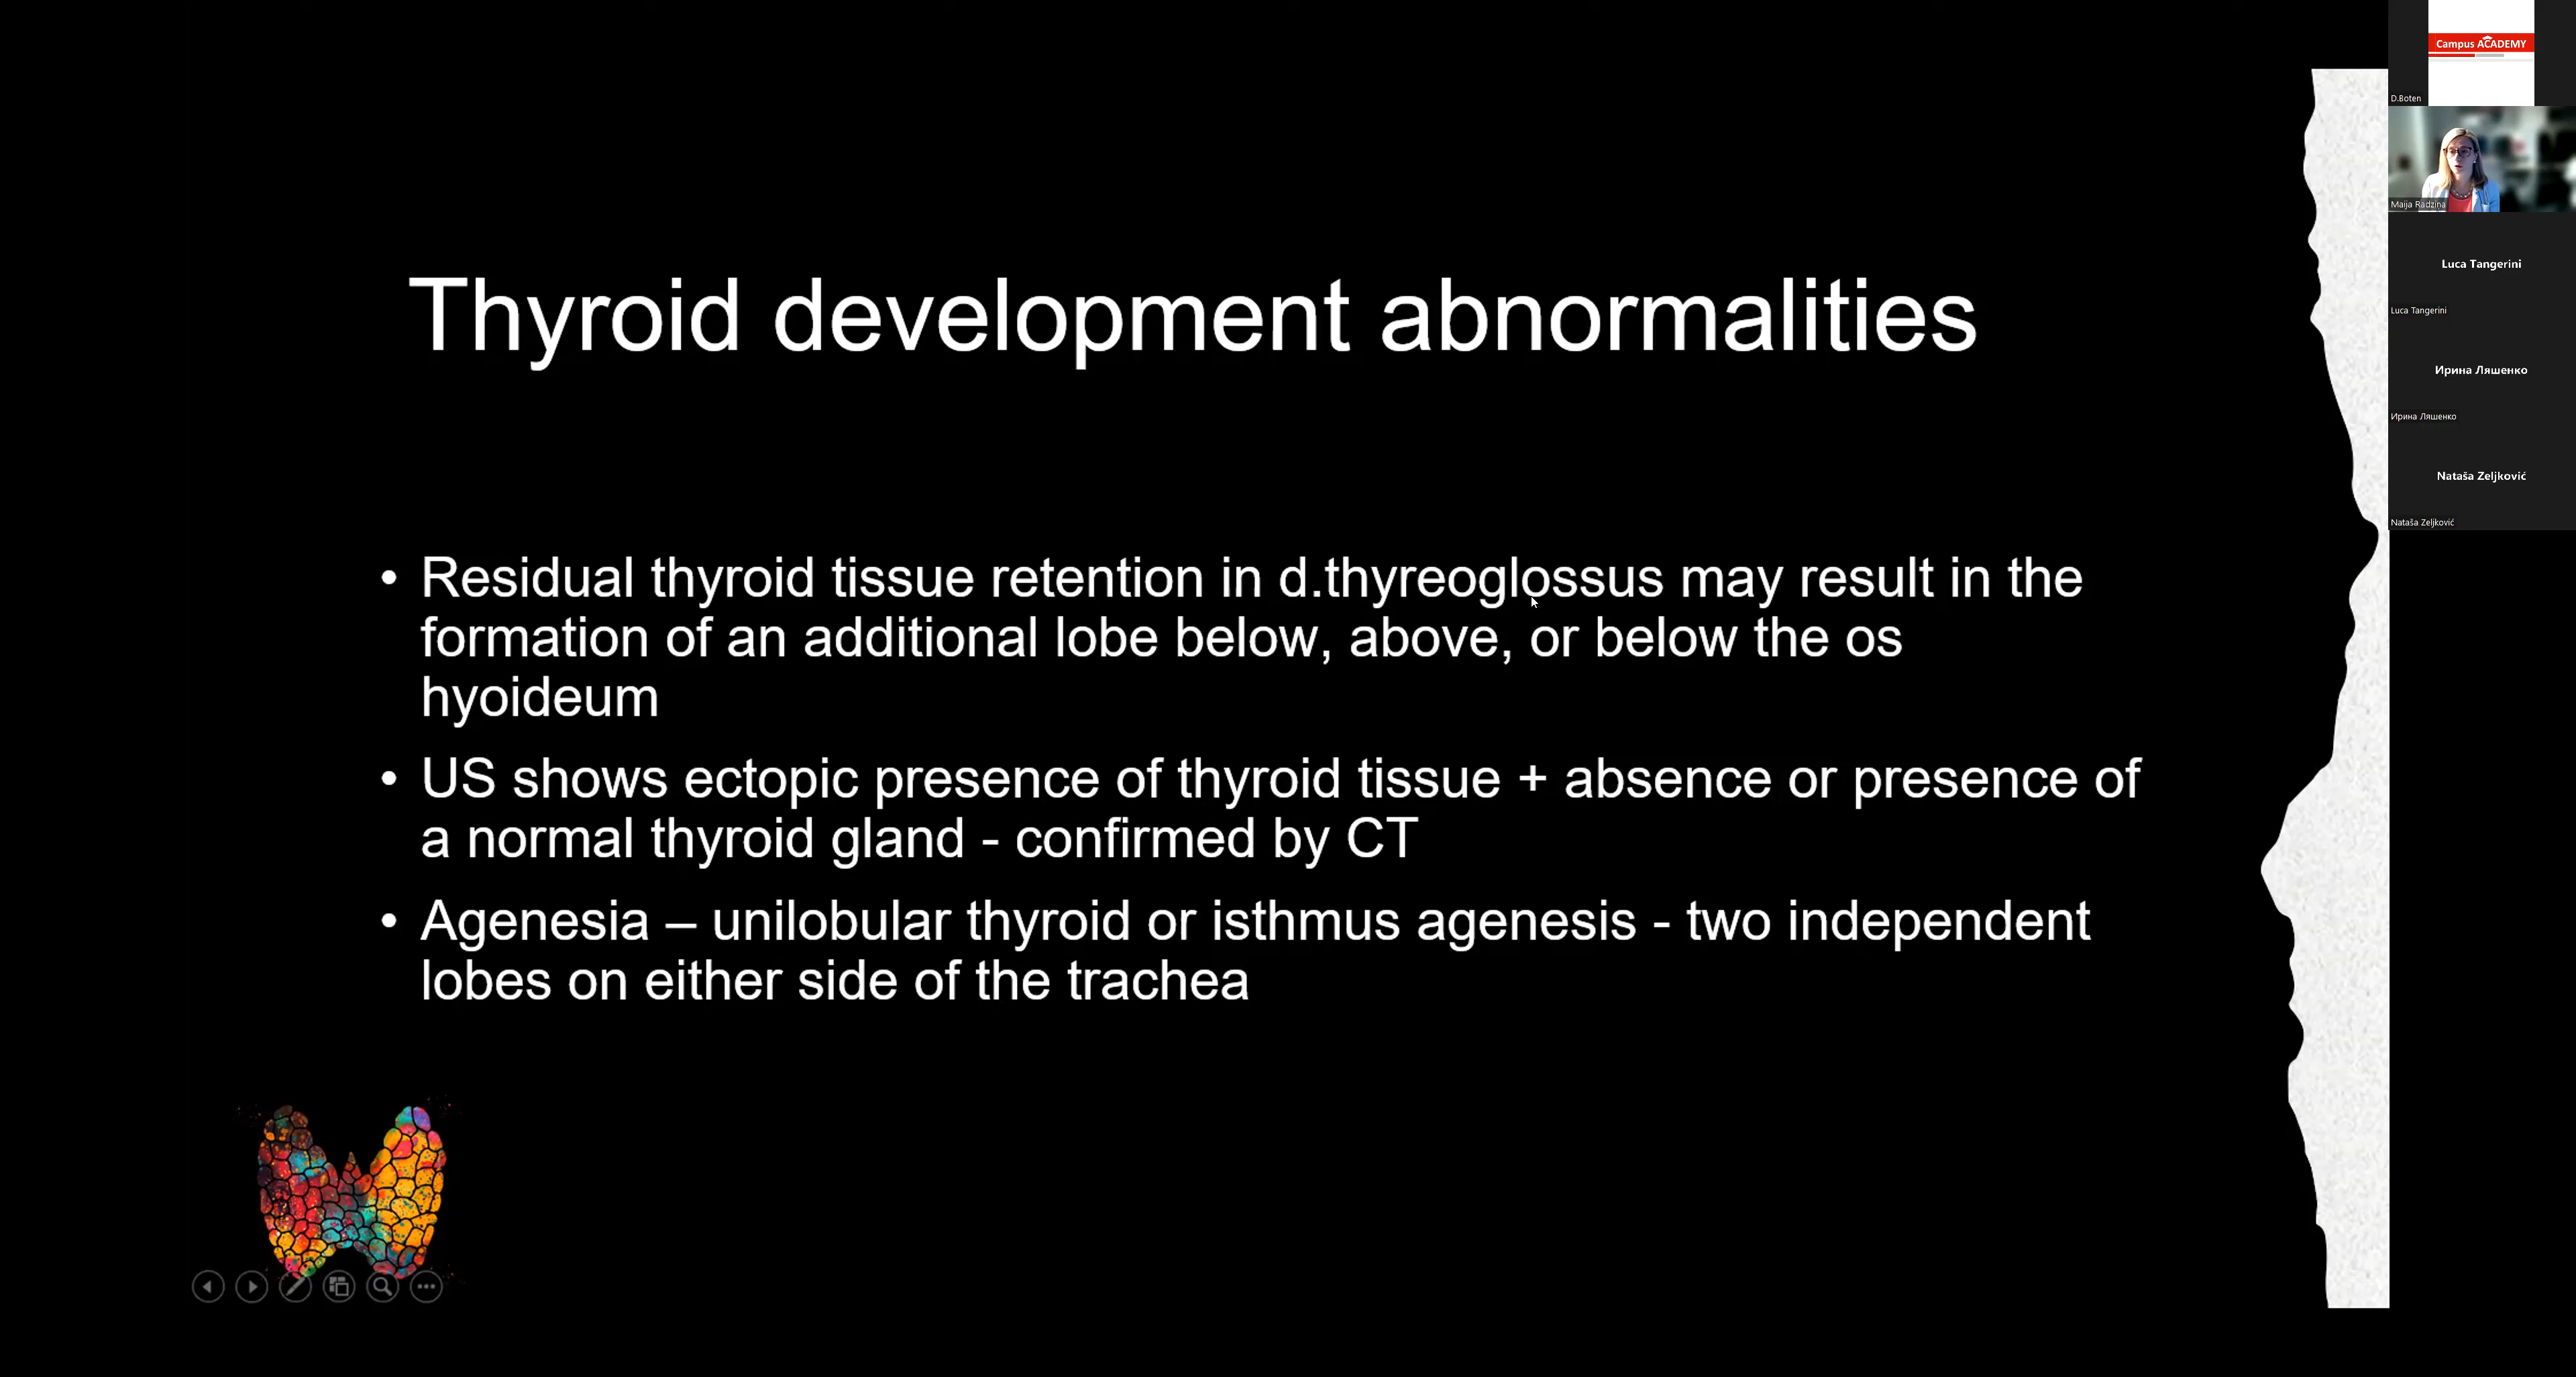 Thyroid development abnormalities
• Residual thyroid tissue retention in d.thyreoglossus may result in the
formation of an additional lobe below, above, or below the os
hyoideum
• US shows ectopic presence of thyroid tissue + absence or presence of
a normal thyroid gland - confirmed by CT
• Agenesia – unilobular thyroid or isthmus agenesis - two independent
lobes on either side of the trachea
Campus ACADEMY
D.Boten
Maija Radzina
Luca Tangerini
Luca Tangerini
Ирина Ляшенко
Ирина Ляшенко
Nataša Zeljković
Nataša Zeljković